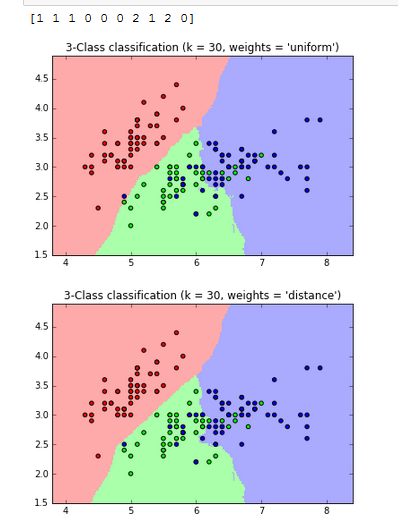 [1 1 1 0 0 0 2 1 2 0]
3-Class classification (k = 30, weights = 'uniform')
4.5
4.0
3.5
3.0
2.5
2.0
1.5
4 5 6 7 8
3-Class classification (k = 30, weights = 'distance')
4.5
4.0
3.5
3.0
2.5
2.0
1.5
4 5 6 7 8